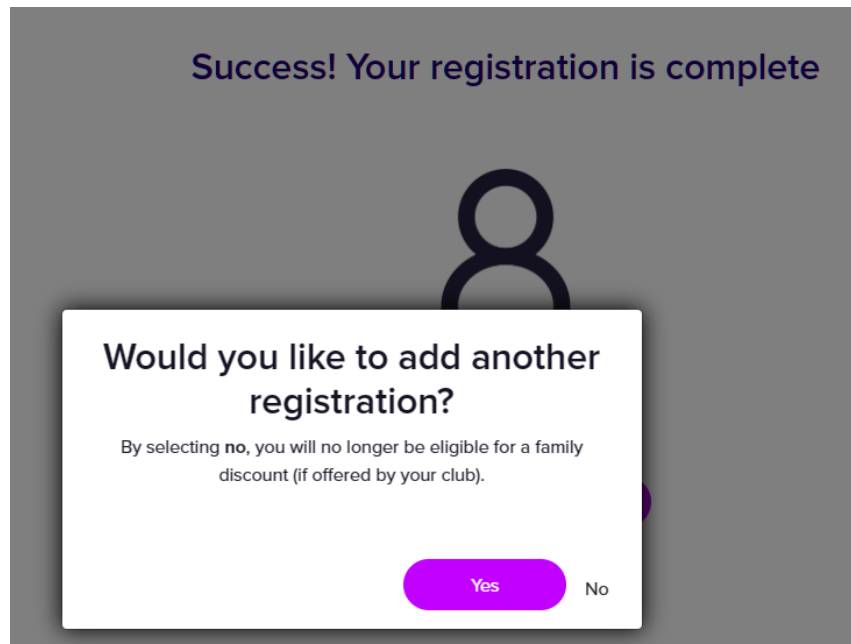 Success! Your registration is complete
Would you like to add another
registration?
By selecting no, you will no longer be eligible for a family
discount (if offered by your club).
Yes
No